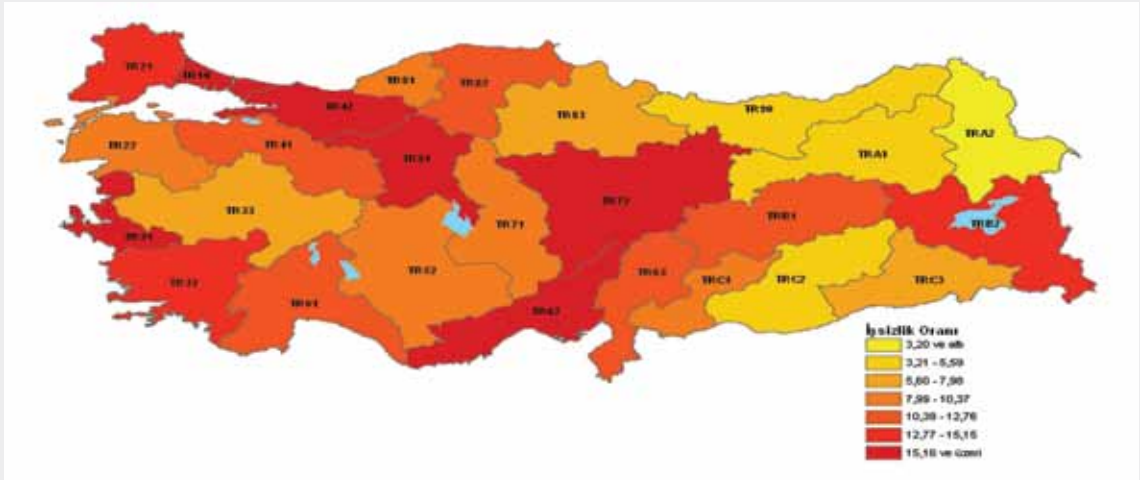 TR21
TR10
TR42
TR81
TR82
TR83
TR90
TRA2
TRA1
TR22
TR41
TR51
TR33
TR72
TRB1
TRB2
TR31
TR71
TR52
TR63
TRC1
TRC2
TRC3
TR32
TR61
TR62
İşsizlik Oranı
3,20 ve altı
3,21 - 5,59
5,60 - 7,98
7,99 - 10,37
10,38 - 12,76
12,77 - 15,15
15,16 ve üzeri